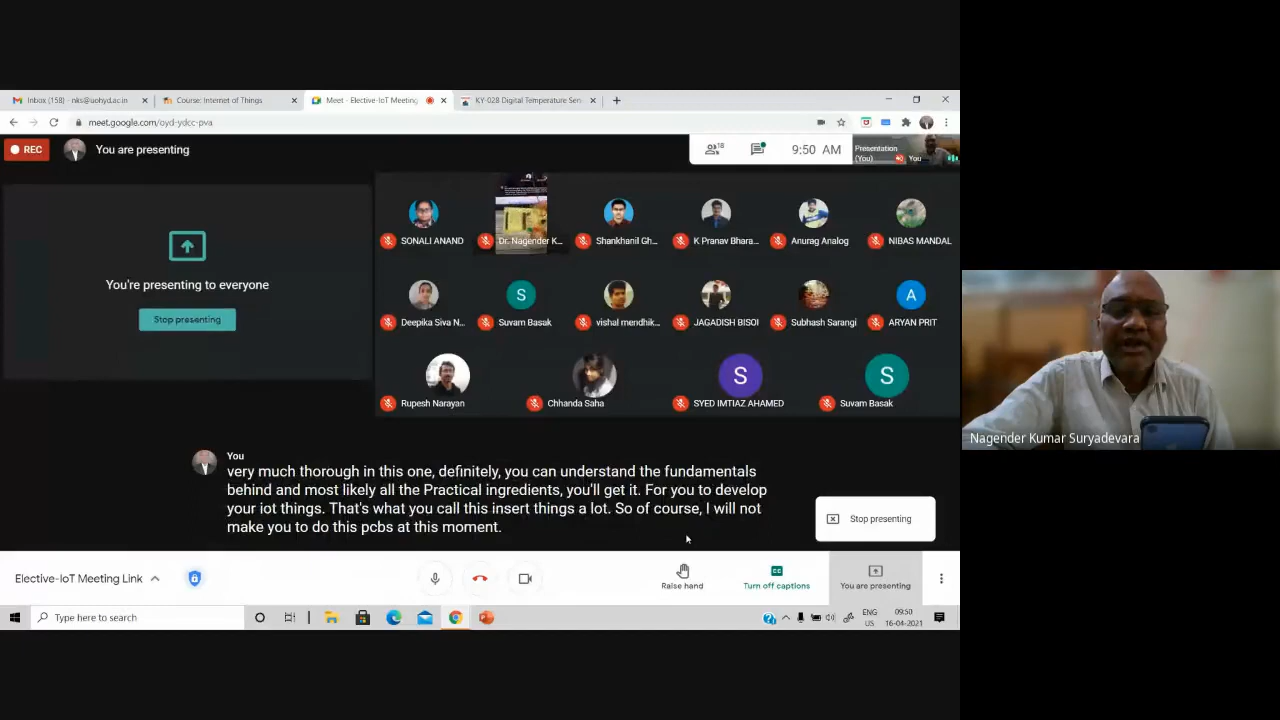 Inbox (158) - nks@uohyd.ac.in
Course: Internet of Things
Meet - Elective-IoT Meeting
KY-028 Digital Temperature Sen
meet.google.com/oyd-ydcc-pva
REC
You are presenting
18
9:50 AM
Presentation
(You)
You
SONALI ANAND
Dr. Nagender K...
Shankhanil Gh...
K Pranav Bhara...
Anurag Analog
NIBAS MANDAL
You're presenting to everyone
Stop presenting
S
A
Deepika Siva N...
Suvam Basak
vishal mendhik...
JAGADISH BISOI
Subhash Sarangi
ARYAN PRIT
S
S
Rupesh Narayan
Chhanda Saha
SYED IMTIAZ AHAMED
Suvam Basak
Nagender Kumar Suryadevara
You
very much thorough in this one, definitely, you can understand the fundamentals
behind and most likely all the Practical ingredients, you'll get it. For you to develop
your iot things. That's what you call this insert things a lot. So of course, I will not
make you to do this pcbs at this moment.
Stop presenting
Elective-IoT Meeting Link
Raise hand
CC
Turn off captions
You are presenting
Type here to search
ENG
US
09:50
16-04-2021